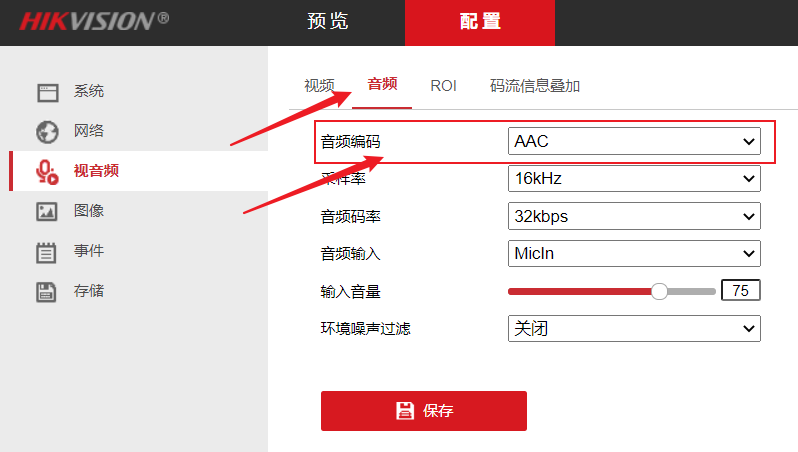 HIKVISION® 预览 配置
系统
网络
视音频
图像
事件
存储
视频 音频 ROI 码流信息叠加
音频编码 AAC
采样率 16kHz
音频码率 32kbps
音频输入 MicIn
输入音量 75
环境噪声过滤 关闭
保存